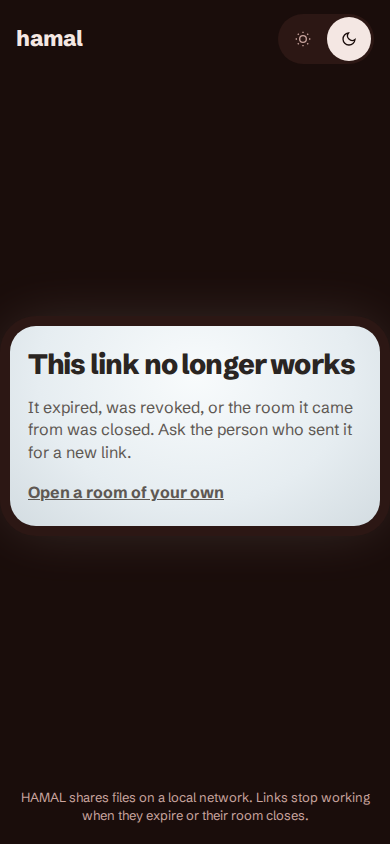 hamal
This link no longer works
It expired, was revoked, or the room it came
from was closed. Ask the person who sent it
for a new link.
Open a room of your own
HAMAL shares files on a local network. Links stop working
when they expire or their room closes.